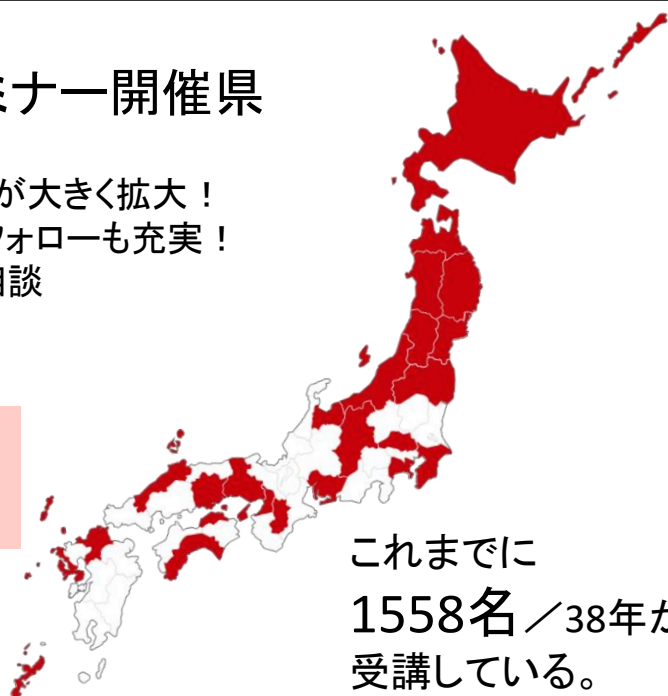 ミナー開催県
が大きく拡大！
フォローも充実！
相談
これまでに
1558名／38年か
受講している。